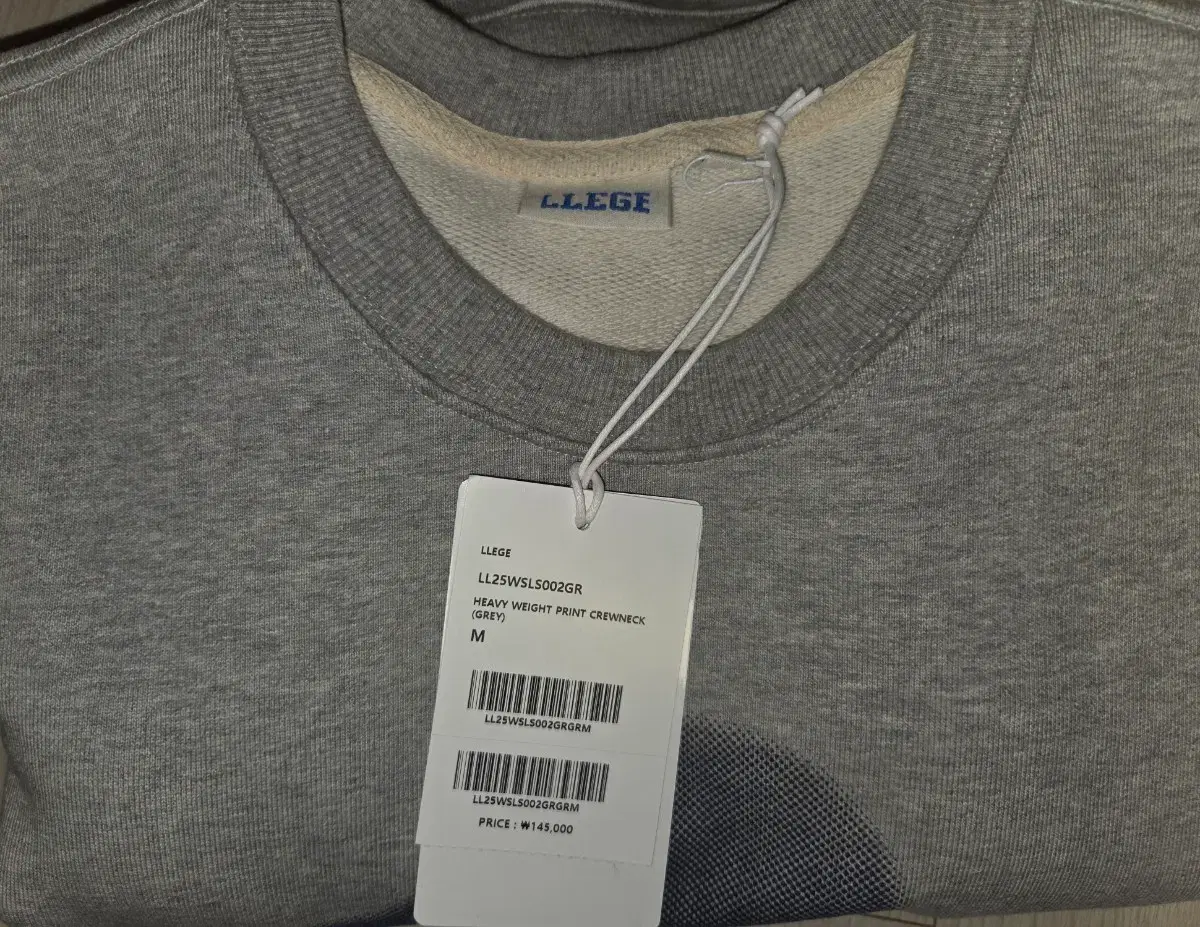 LLEGE
LLEGE
LL25WSLS002GR
HEAVY WEIGHT PRINT CREWNECK
(GREY)
M
LL25WSLS002GRGRM
LL25WSLS002GRGRM
PRICE : ₩145,000